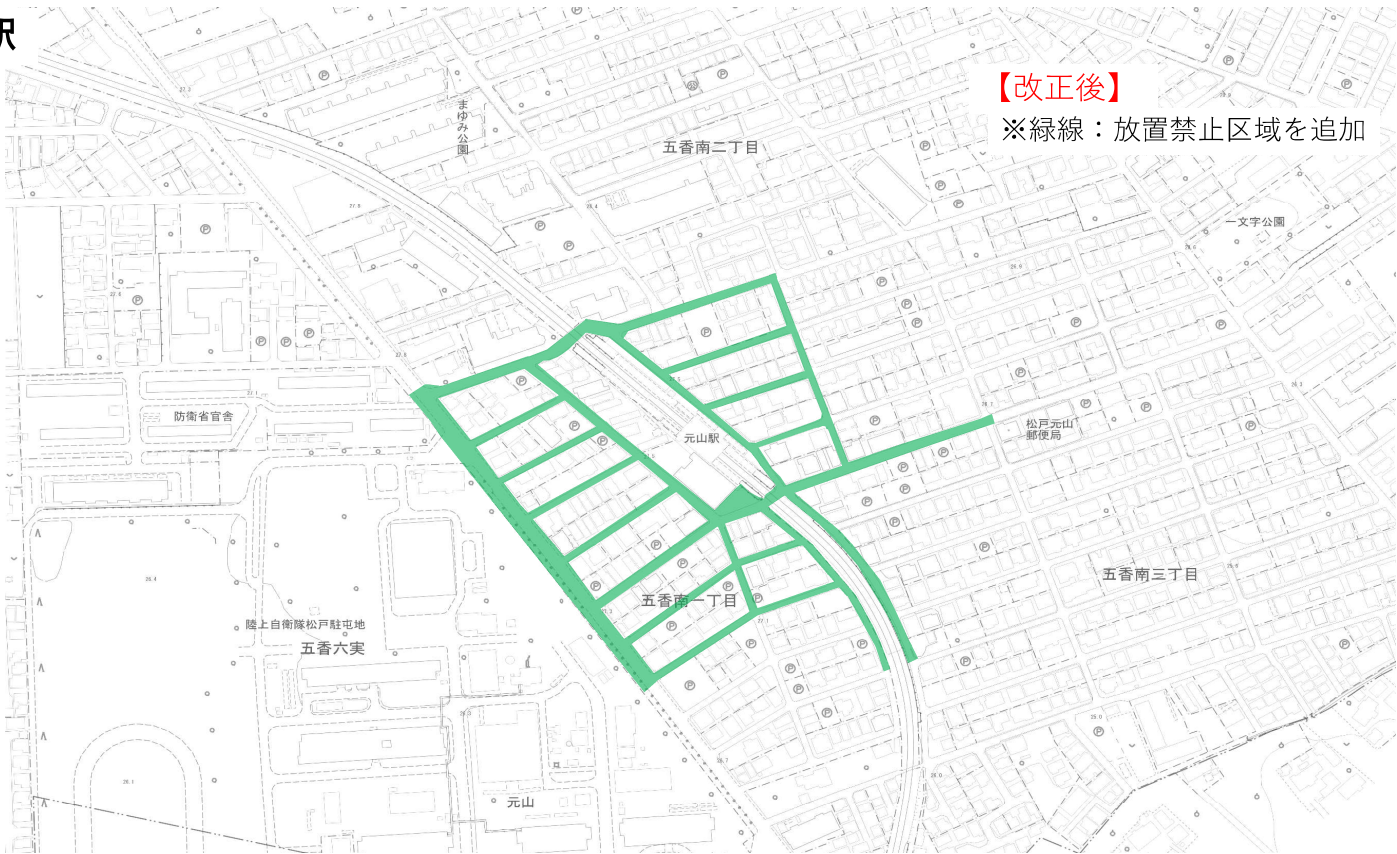 駅
【改正後】
※緑線：放置禁止区域を追加
まゆみ公園
五香南二丁目
一文字公園
防衛省官舎
元山駅
松戸元山
郵便局
五香南三丁目
五香南一丁目
陸上自衛隊松戸駐屯地
五香六実
元山